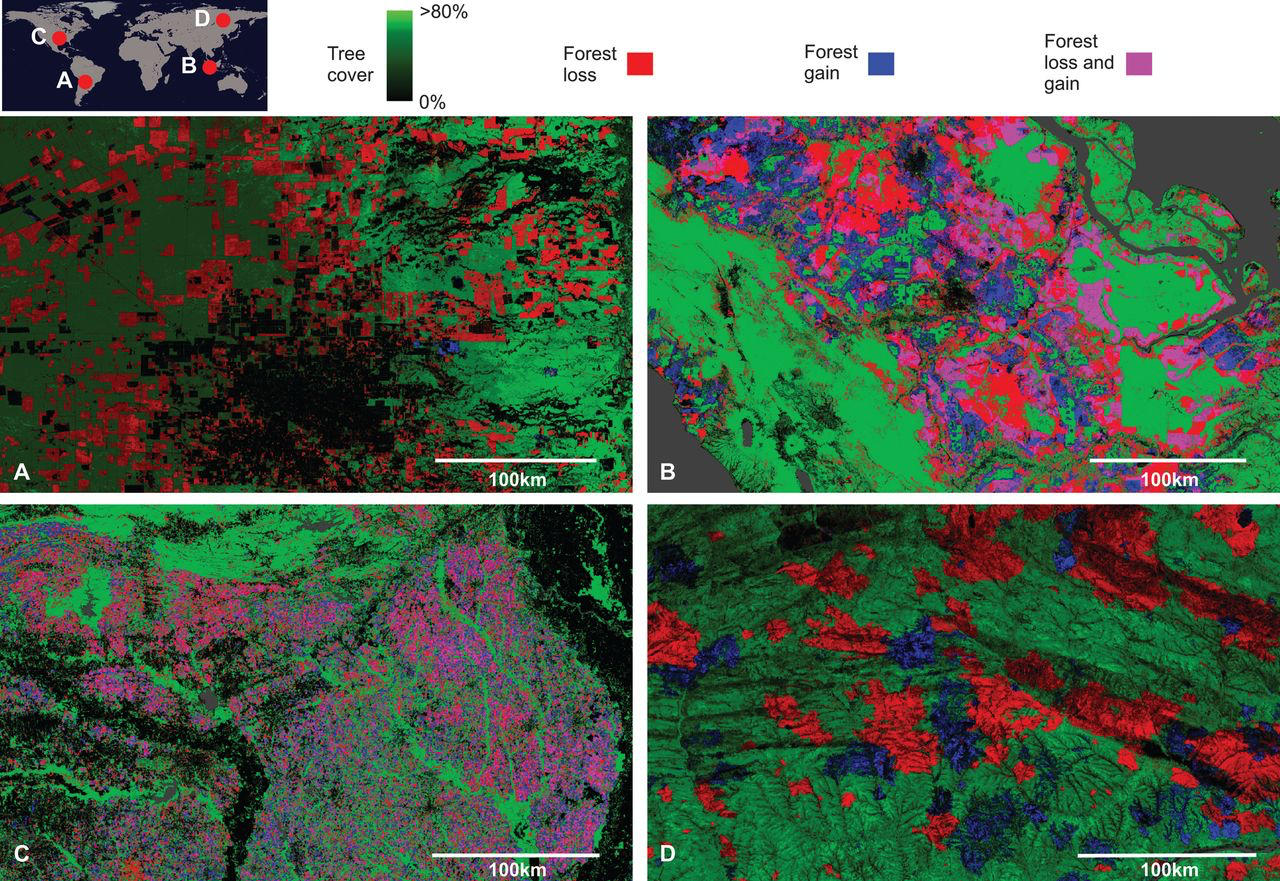 D
C
B
A
Tree
cover
>80%
0%
Forest
loss
Forest
gain
Forest
loss and
gain
A
100km
B
100km
C
100km
D
100km